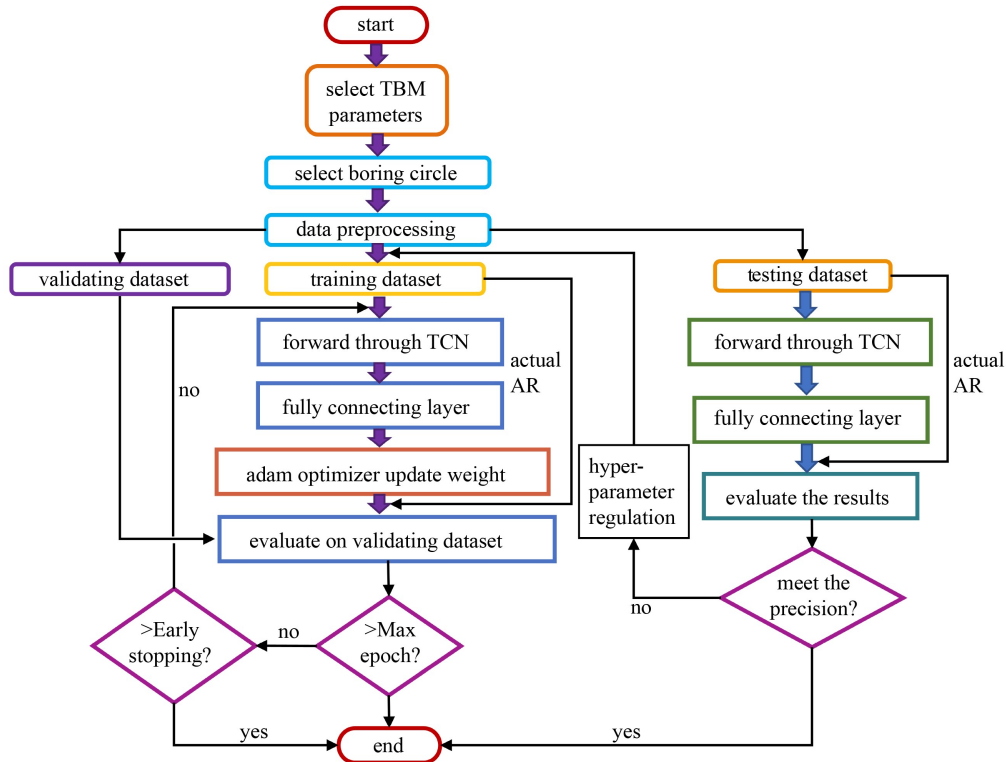 start
select TBM
parameters
select boring circle
data preprocessing
validating dataset
training dataset
testing dataset
forward through TCN
forward through TCN
no
actual
AR
actual
AR
fully connecting layer
fully connecting layer
adam optimizer update weight
hyper-
parameter
regulation
evaluate the results
evaluate on validating dataset
meet the
precision?
no
>Early
stopping?
no
>Max
epoch?
yes
end
yes